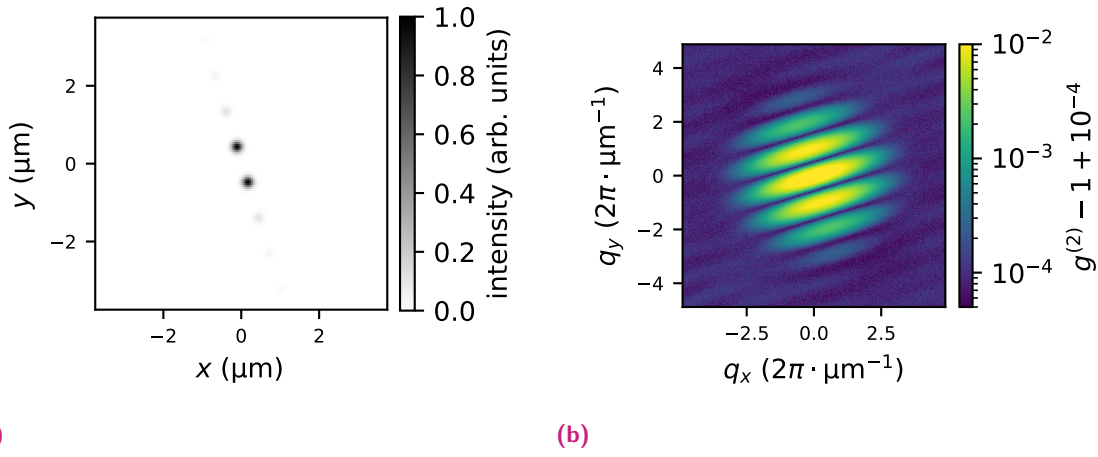 2
0
−2
y (µm)
−2 0 2
x (µm)
1.0
0.8
0.6
0.4
0.2
0.0
intensity (arb. units)
4
2
0
−2
−4
q_y (2π · µm⁻¹)
−2.5 0.0 2.5
q_x (2π · µm⁻¹)
10⁻²
10⁻³
10⁻⁴
g⁽²⁾ − 1 + 10⁻⁴
)
(b)